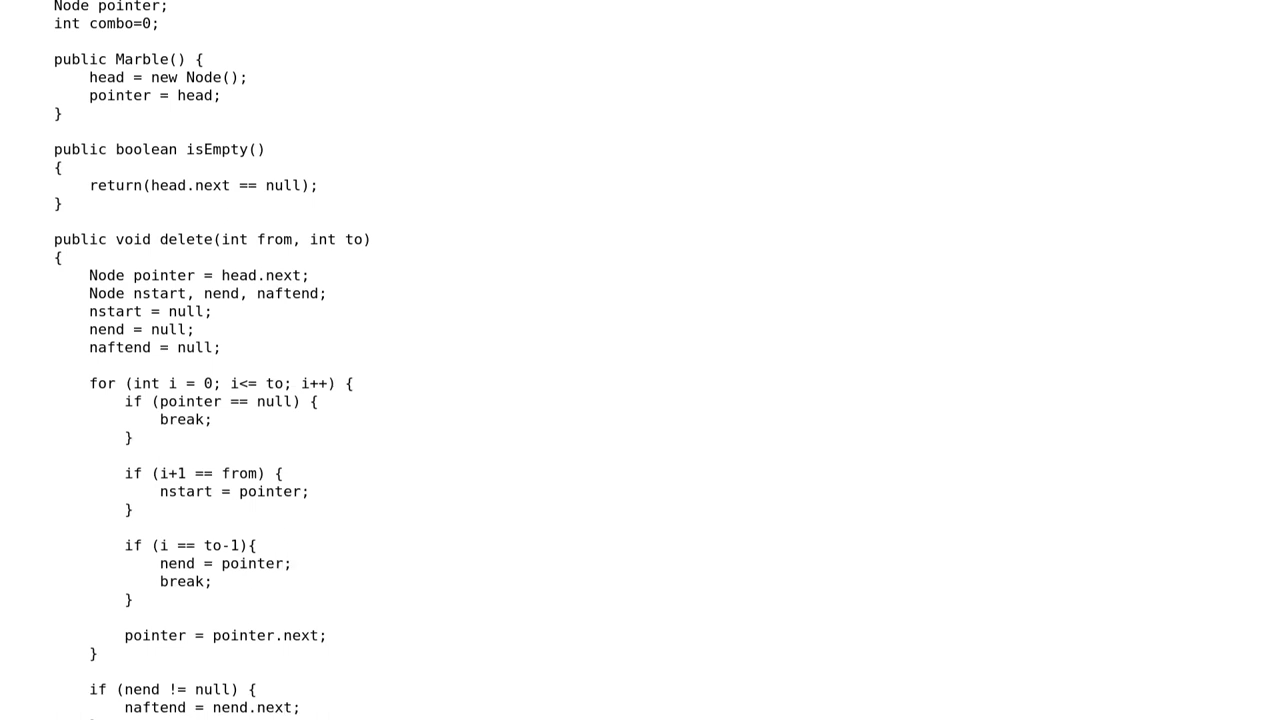 Node pointer;
int combo=0;
public Marble() {
head = new Node();
pointer = head;
}
public boolean isEmpty()
{
return(head.next == null);
}
public void delete(int from, int to)
{
Node pointer = head.next;
Node nstart, nend, naftend;
nstart = null;
nend = null;
naftend = null;
for (int i = 0; i<= to; i++) {
if (pointer == null) {
break;
}
if (i+1 == from) {
nstart = pointer;
}
if (i == to-1){
nend = pointer;
break;
}
pointer = pointer.next;
}
if (nend != null) {
naftend = nend.next;